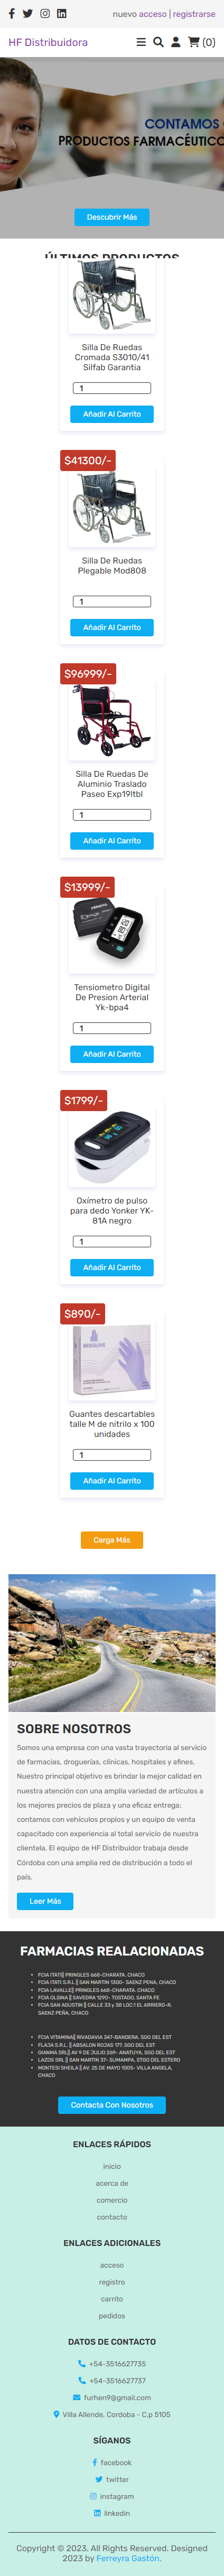 nuevo acceso | registrarse
HF Distribuidora
(0)
CONTAMOS
PRODUCTOS FARMACÉUTICO
Descubrir Más
ÚLTIMOS PRODUCTOS
Silla De Ruedas
Cromada S3010/41
Silfab Garantia
1
Añadir Al Carrito
$41300/-
Silla De Ruedas
Plegable Mod808
1
Añadir Al Carrito
$96999/-
Silla De Ruedas De
Aluminio Traslado
Paseo Exp19ltbl
1
Añadir Al Carrito
$13999/-
Tensiometro Digital
De Presion Arterial
Yk-bpa4
1
Añadir Al Carrito
$1799/-
Oxímetro de pulso
para dedo Yonker YK-
81A negro
1
Añadir Al Carrito
$890/-
Guantes descartables
talle M de nitrilo x 100
unidades
1
Añadir Al Carrito
Carga Más
SOBRE NOSOTROS
Somos una empresa con una vasta trayectoria al servicio
de farmacias, droguerías, clínicas, hospitales y afines.
Nuestro principal objetivo es brindar la mejor calidad en
nuestra atención con una amplia variedad de artículos a
los mejores precios de plaza y una eficaz entrega;
contamos con vehículos propios y un equipo de venta
capacitado con experiencia al total servicio de nuestra
clientela. El equipo de HF Distribuidor trabaja desde
Córdoba con una amplia red de distribución a todo el
país.
Leer Más
FARMACIAS REALACIONADAS
FCIA ITATI|| PRINGLES 668-CHARATA. CHACO
FCIA ITATI S.R.L.|| SAN MARTIN 1300- SAENZ PENA, CHACO
FCIA LAVALLE|| PRINGLES 668-CHARATA. CHACO
FCIA OLSINA || SAVEDRA 1290- TOSTADO, SANTA FE
FCIA SAN AGUSTIN || CALLE 33 y 38 LOC.1 EL ARRIERO-R.
SAENZ PEÑA, CHACO
FCIA VITAMINA|| RIVADAVIA 347-BANDERA. SGO DEL EST
FLAJA S.R.L. || ABSALON ROJAS 177. SGO DEL EST
GIANMA SRL|| AV 9 DE JULIO 269- ANATUYA, SGO DEL EST
LAZOS SRL || SAN MARTIN 37- SUMAMPA, STGO DEL ESTERO
MONTESI SHEILA || AV. 25 DE MAYO 1005- VILLA ANGELA,
CHACO
Contacta Con Nosotros
ENLACES RÁPIDOS
inicio
acerca de
comercio
contacto
ENLACES ADICIONALES
acceso
registro
carrito
pedidos
DATOS DE CONTACTO
+54-3516627735
+54-3516627737
furhen9@gmail.com
Villa Allende, Cordoba - C.p 5105
SÍGANOS
facebook
twitter
instagram
linkedin
Copyright © 2023. All Rights Reserved. Designed
2023 by Ferreyra Gastón.